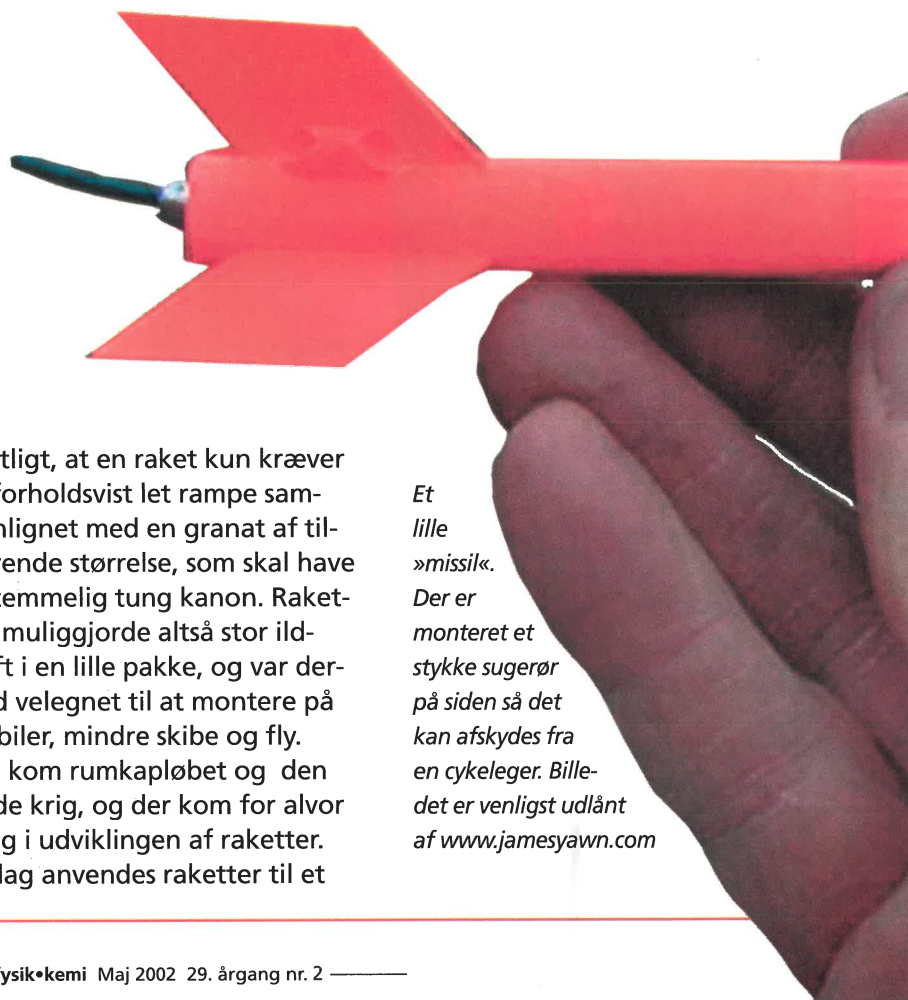 tligt, at en raket kun kræver
forholdsvist let rampe sam-
nlignet med en granat af til-
rende størrelse, som skal have
temmelig tung kanon. Raket-
muliggjorde altså stor ild-
ft i en lille pakke, og var der-
d velegnet til at montere på
biler, mindre skibe og fly.
kom rumkapløbet og den
de krig, og der kom for alvor
g i udviklingen af raketter.
dag anvendes raketter til et
Et
lille
»missil«.
Der er
monteret et
stykke sugerør
på siden så det
kan afskydes fra
en cykeleger. Bille-
det er venligst udlånt
af www.jamesyawn.com
fysik•kemi Maj 2002 29. årgang nr. 2